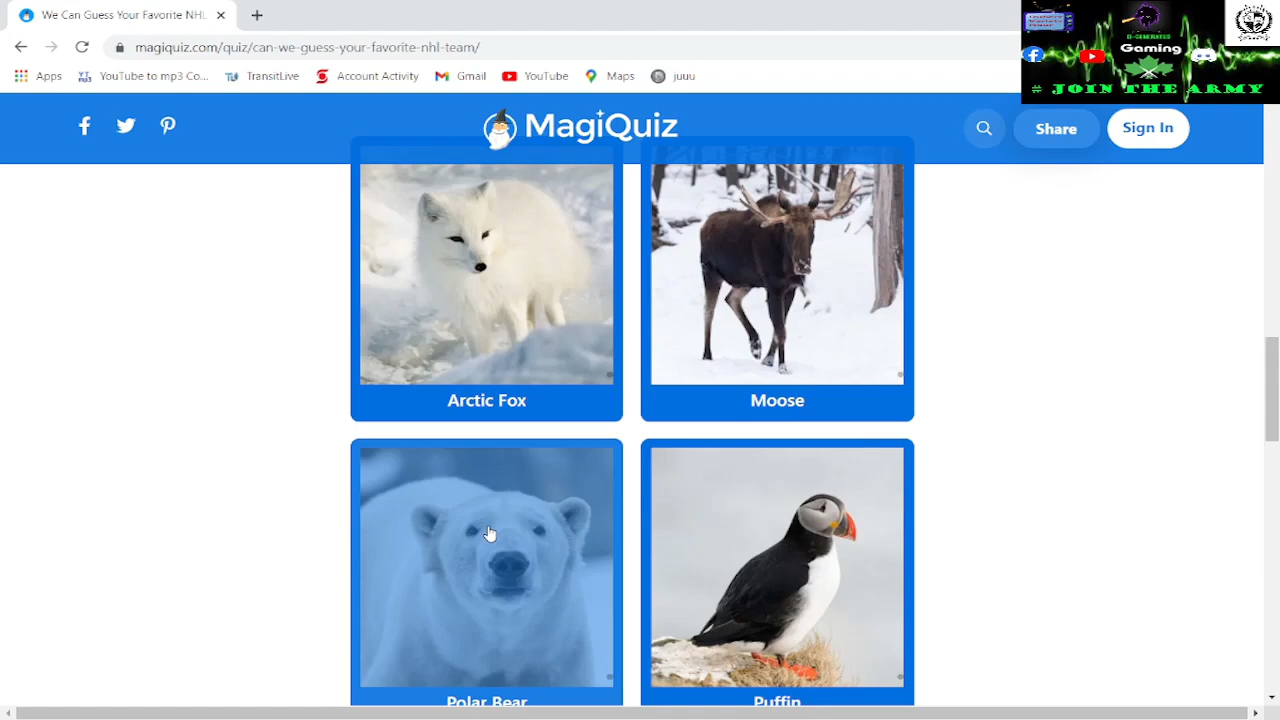 We Can Guess Your Favorite NHL
magiquiz.com/quiz/can-we-guess-your-favorite-nhl-team/
Apps
YouTube to mp3 Co...
TransitLive
Account Activity
Gmail
YouTube
Maps
juuu
Gaming
# JOIN THE ARMY
MagiQuiz
Share
Sign In
Arctic Fox
Moose
Polar Bear
Puffin